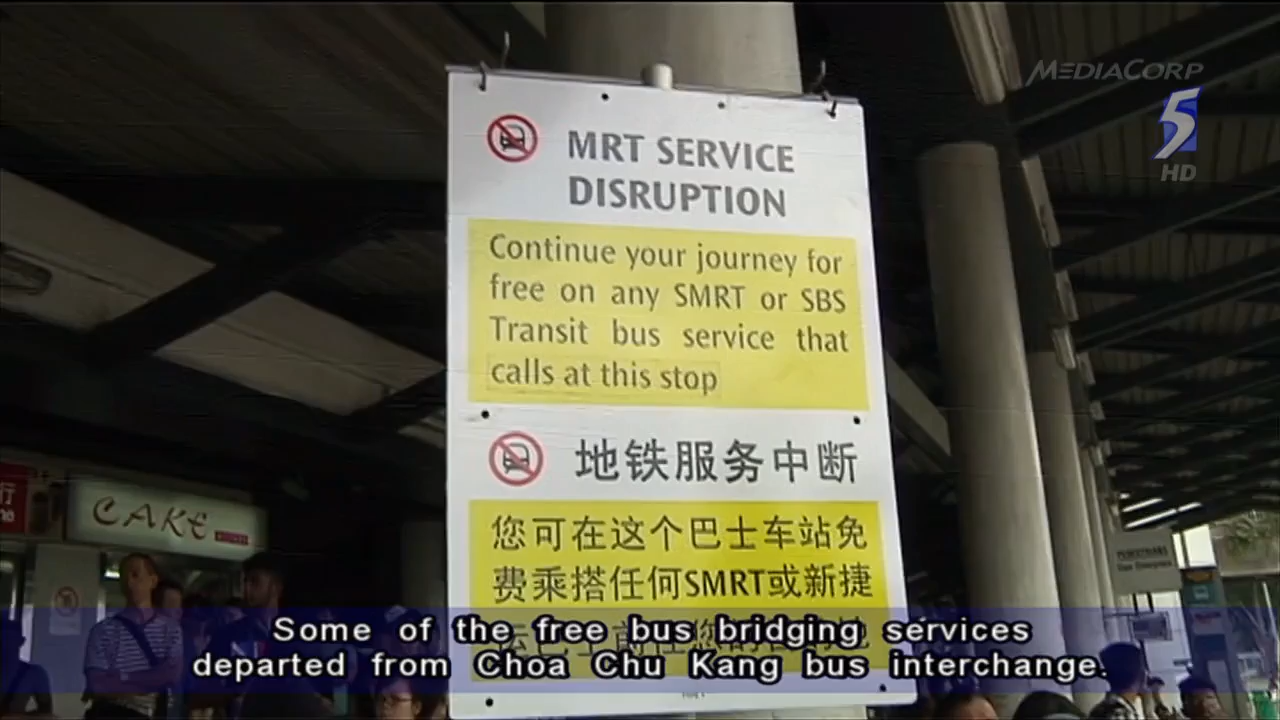 MEDIACORP
5
HD
MRT SERVICE
DISRUPTION
Continue your journey for
free on any SMRT or SBS
Transit bus service that
calls at this stop
地铁服务中断
您可在这个巴士车站免
费乘搭任何SMRT或新捷
CAKE
行
PEDESTRIANS
Some of the free bus bridging services
departed from Choa Chu Kang bus interchange.